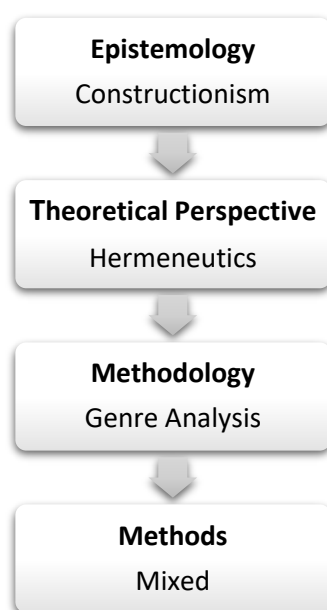 Epistemology
Constructionism
Theoretical Perspective
Hermeneutics
Methodology
Genre Analysis
Methods
Mixed